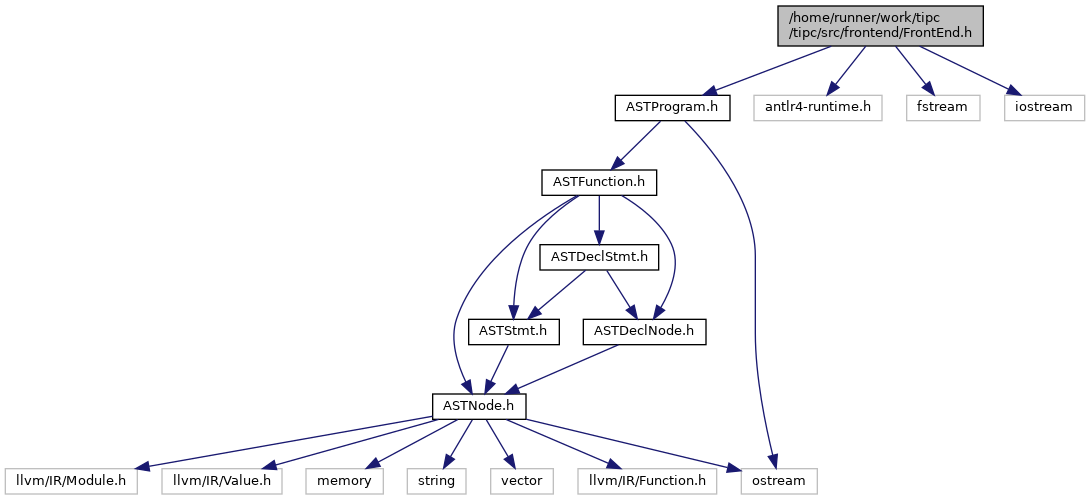 /home/runner/work/tipc
/tipc/src/frontend/FrontEnd.h
ASTProgram.h
antlr4-runtime.h
fstream
iostream
ASTFunction.h
ASTDeclStmt.h
ASTStmt.h
ASTDeclNode.h
ASTNode.h
llvm/IR/Module.h
llvm/IR/Value.h
memory
string
vector
llvm/IR/Function.h
ostream